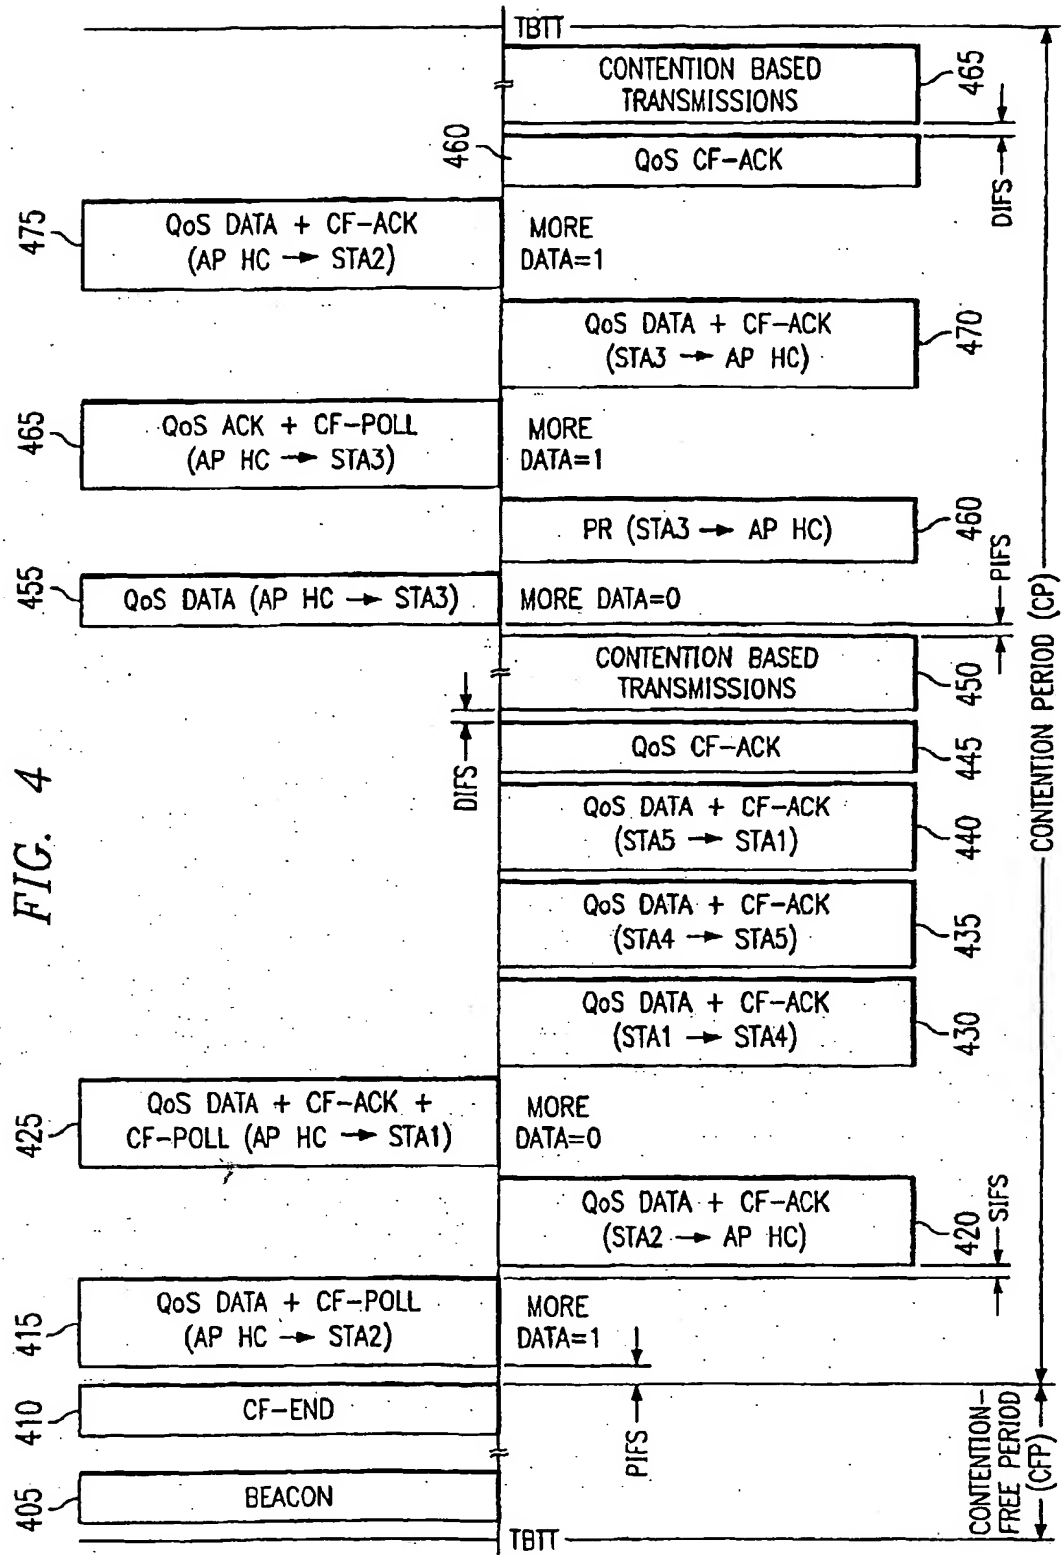 FIG. 4
TBTT
CONTENTION BASED
TRANSMISSIONS
465
460
QoS CF-ACK
DIFS
475
QoS DATA + CF-ACK
(AP HC → STA2)
MORE
DATA=1
QoS DATA + CF-ACK
(STA3 → AP HC)
470
465
QoS ACK + CF-POLL
(AP HC → STA3)
MORE
DATA=1
PR (STA3 → AP HC)
460
455
QoS DATA (AP HC → STA3)
MORE DATA=0
PIFS
CONTENTION BASED
TRANSMISSIONS
450
DIFS
QoS CF-ACK
445
QoS DATA + CF-ACK
(STA5 → STA1)
440
QoS DATA + CF-ACK
(STA4 → STA5)
435
QoS DATA + CF-ACK
(STA1 → STA4)
430
425
QoS DATA + CF-ACK +
CF-POLL (AP HC → STA1)
MORE
DATA=0
QoS DATA + CF-ACK
(STA2 → AP HC)
420
SIFS
415
QoS DATA + CF-POLL
(AP HC → STA2)
MORE
DATA=1
410
CF-END
PIFS
405
BEACON
TBTT
CONTENTION PERIOD (CP)
CONTENTION-
FREE PERIOD
(CFP)